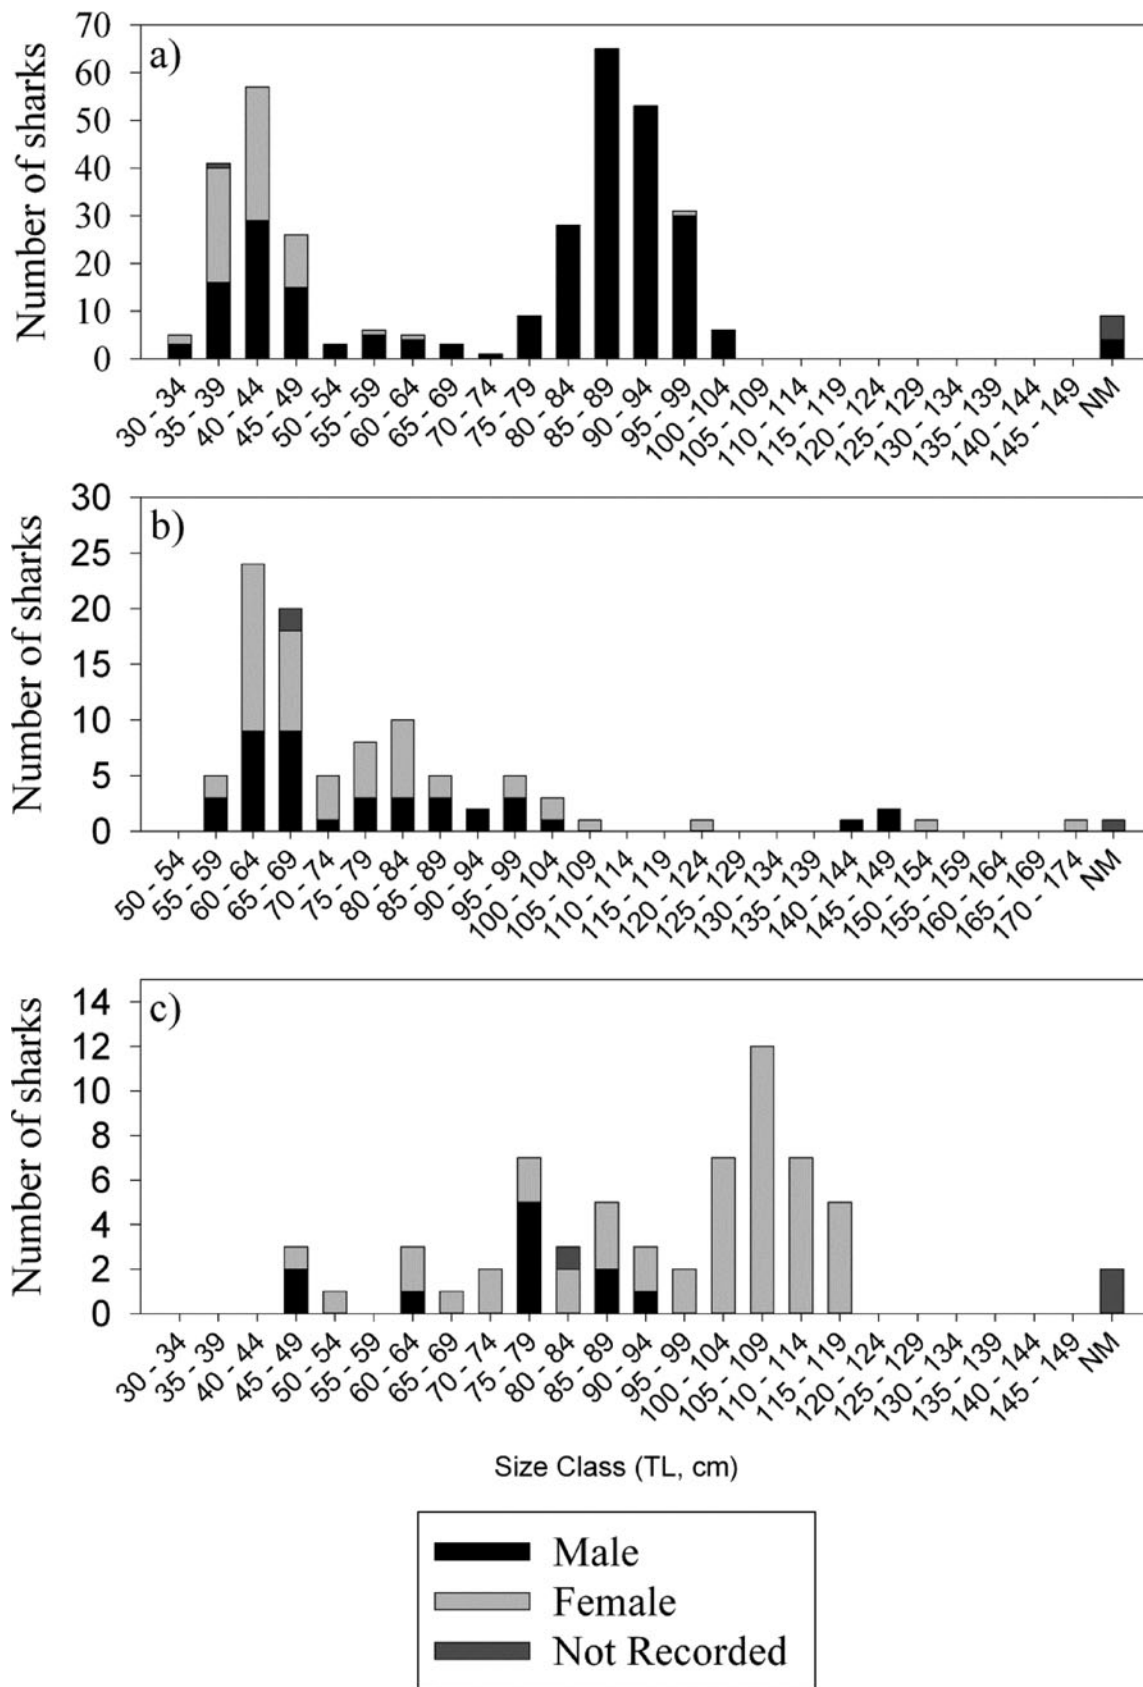 a)
Number of sharks
70
60
50
40
30
20
10
0
30 - 34
35 - 39
40 - 44
45 - 49
50 - 54
55 - 59
60 - 64
65 - 69
70 - 74
75 - 79
80 - 84
85 - 89
90 - 94
95 - 99
100 - 104
105 - 109
110 - 114
115 - 119
120 - 124
125 - 129
130 - 134
135 - 139
140 - 144
145 - 149
NM
b)
Number of sharks
30
25
20
15
10
5
0
50 - 54
55 - 59
60 - 64
65 - 69
70 - 74
75 - 79
80 - 84
85 - 89
90 - 94
95 - 99
100 - 104
105 - 109
110 - 114
115 - 119
120 - 124
125 - 129
130 - 134
135 - 139
140 - 144
145 - 149
150 - 154
155 - 159
160 - 164
165 - 169
170 - 174
NM
c)
Number of sharks
14
12
10
8
6
4
2
0
30 - 34
35 - 39
40 - 44
45 - 49
50 - 54
55 - 59
60 - 64
65 - 69
70 - 74
75 - 79
80 - 84
85 - 89
90 - 94
95 - 99
100 - 104
105 - 109
110 - 114
115 - 119
120 - 124
125 - 129
130 - 134
135 - 139
140 - 144
145 - 149
NM
Size Class (TL, cm)
Male
Female
Not Recorded